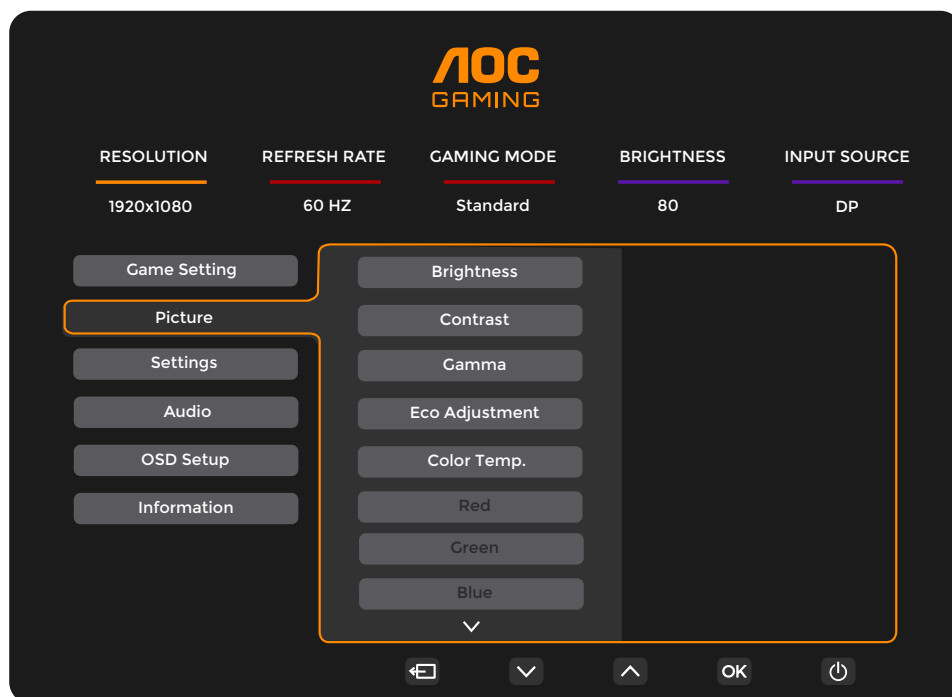 AOC
GAMING
RESOLUTION REFRESH RATE GAMING MODE BRIGHTNESS INPUT SOURCE
1920x1080 60 HZ Standard 80 DP
Game Setting
Picture
Settings
Audio
OSD Setup
Information
Brightness
Contrast
Gamma
Eco Adjustment
Color Temp.
Red
Green
Blue
OK